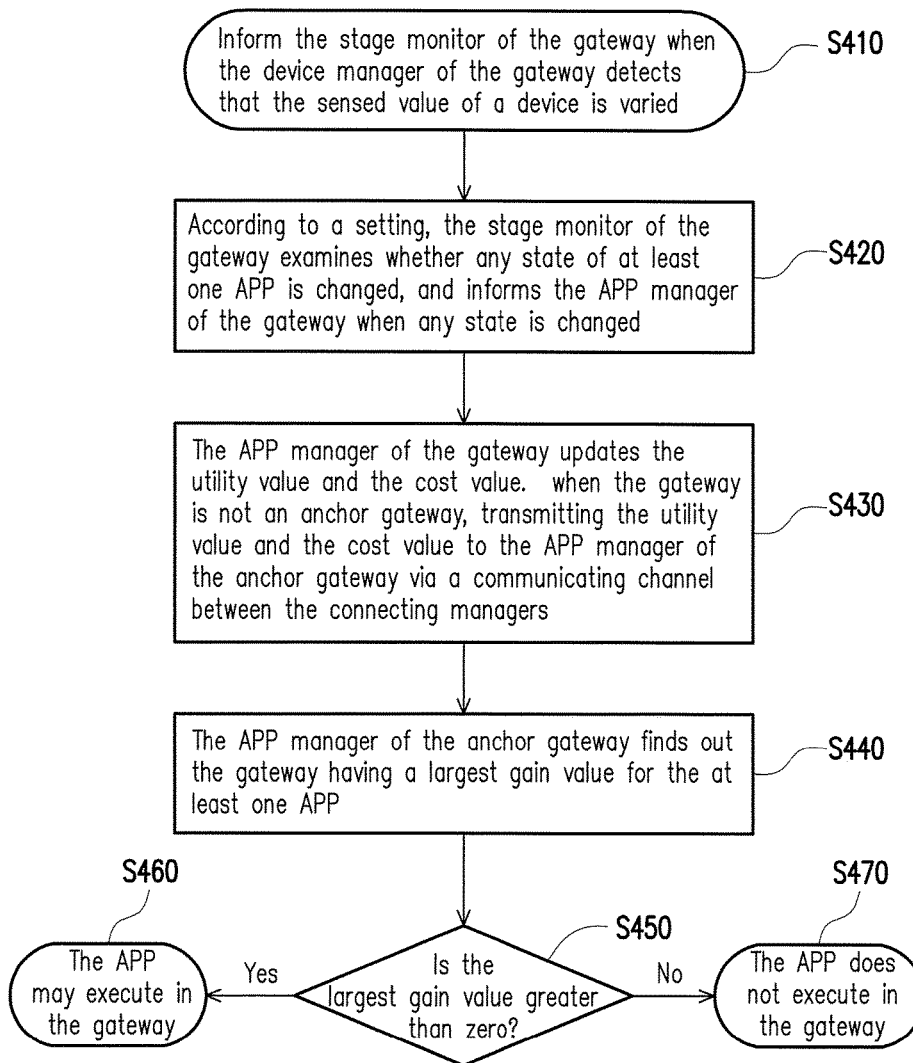 Inform the stage monitor of the gateway when
the device manager of the gateway detects
that the sensed value of a device is varied
S410
According to a setting, the stage monitor of the
gateway examines whether any state of at least
one APP is changed, and informs the APP manager
of the gateway when any state is changed
S420
The APP manager of the gateway updates the
utility value and the cost value. when the gateway
is not an anchor gateway, transmitting the utility
value and the cost value to the APP manager of
the anchor gateway via a communicating channel
between the connecting managers
S430
The APP manager of the anchor gateway finds out
the gateway having a largest gain value for the at
least one APP
S440
S460
The APP
may execute in
the gateway
Yes
S450
Is the
largest gain value greater
than zero?
No
S470
The APP does
not execute in
the gateway